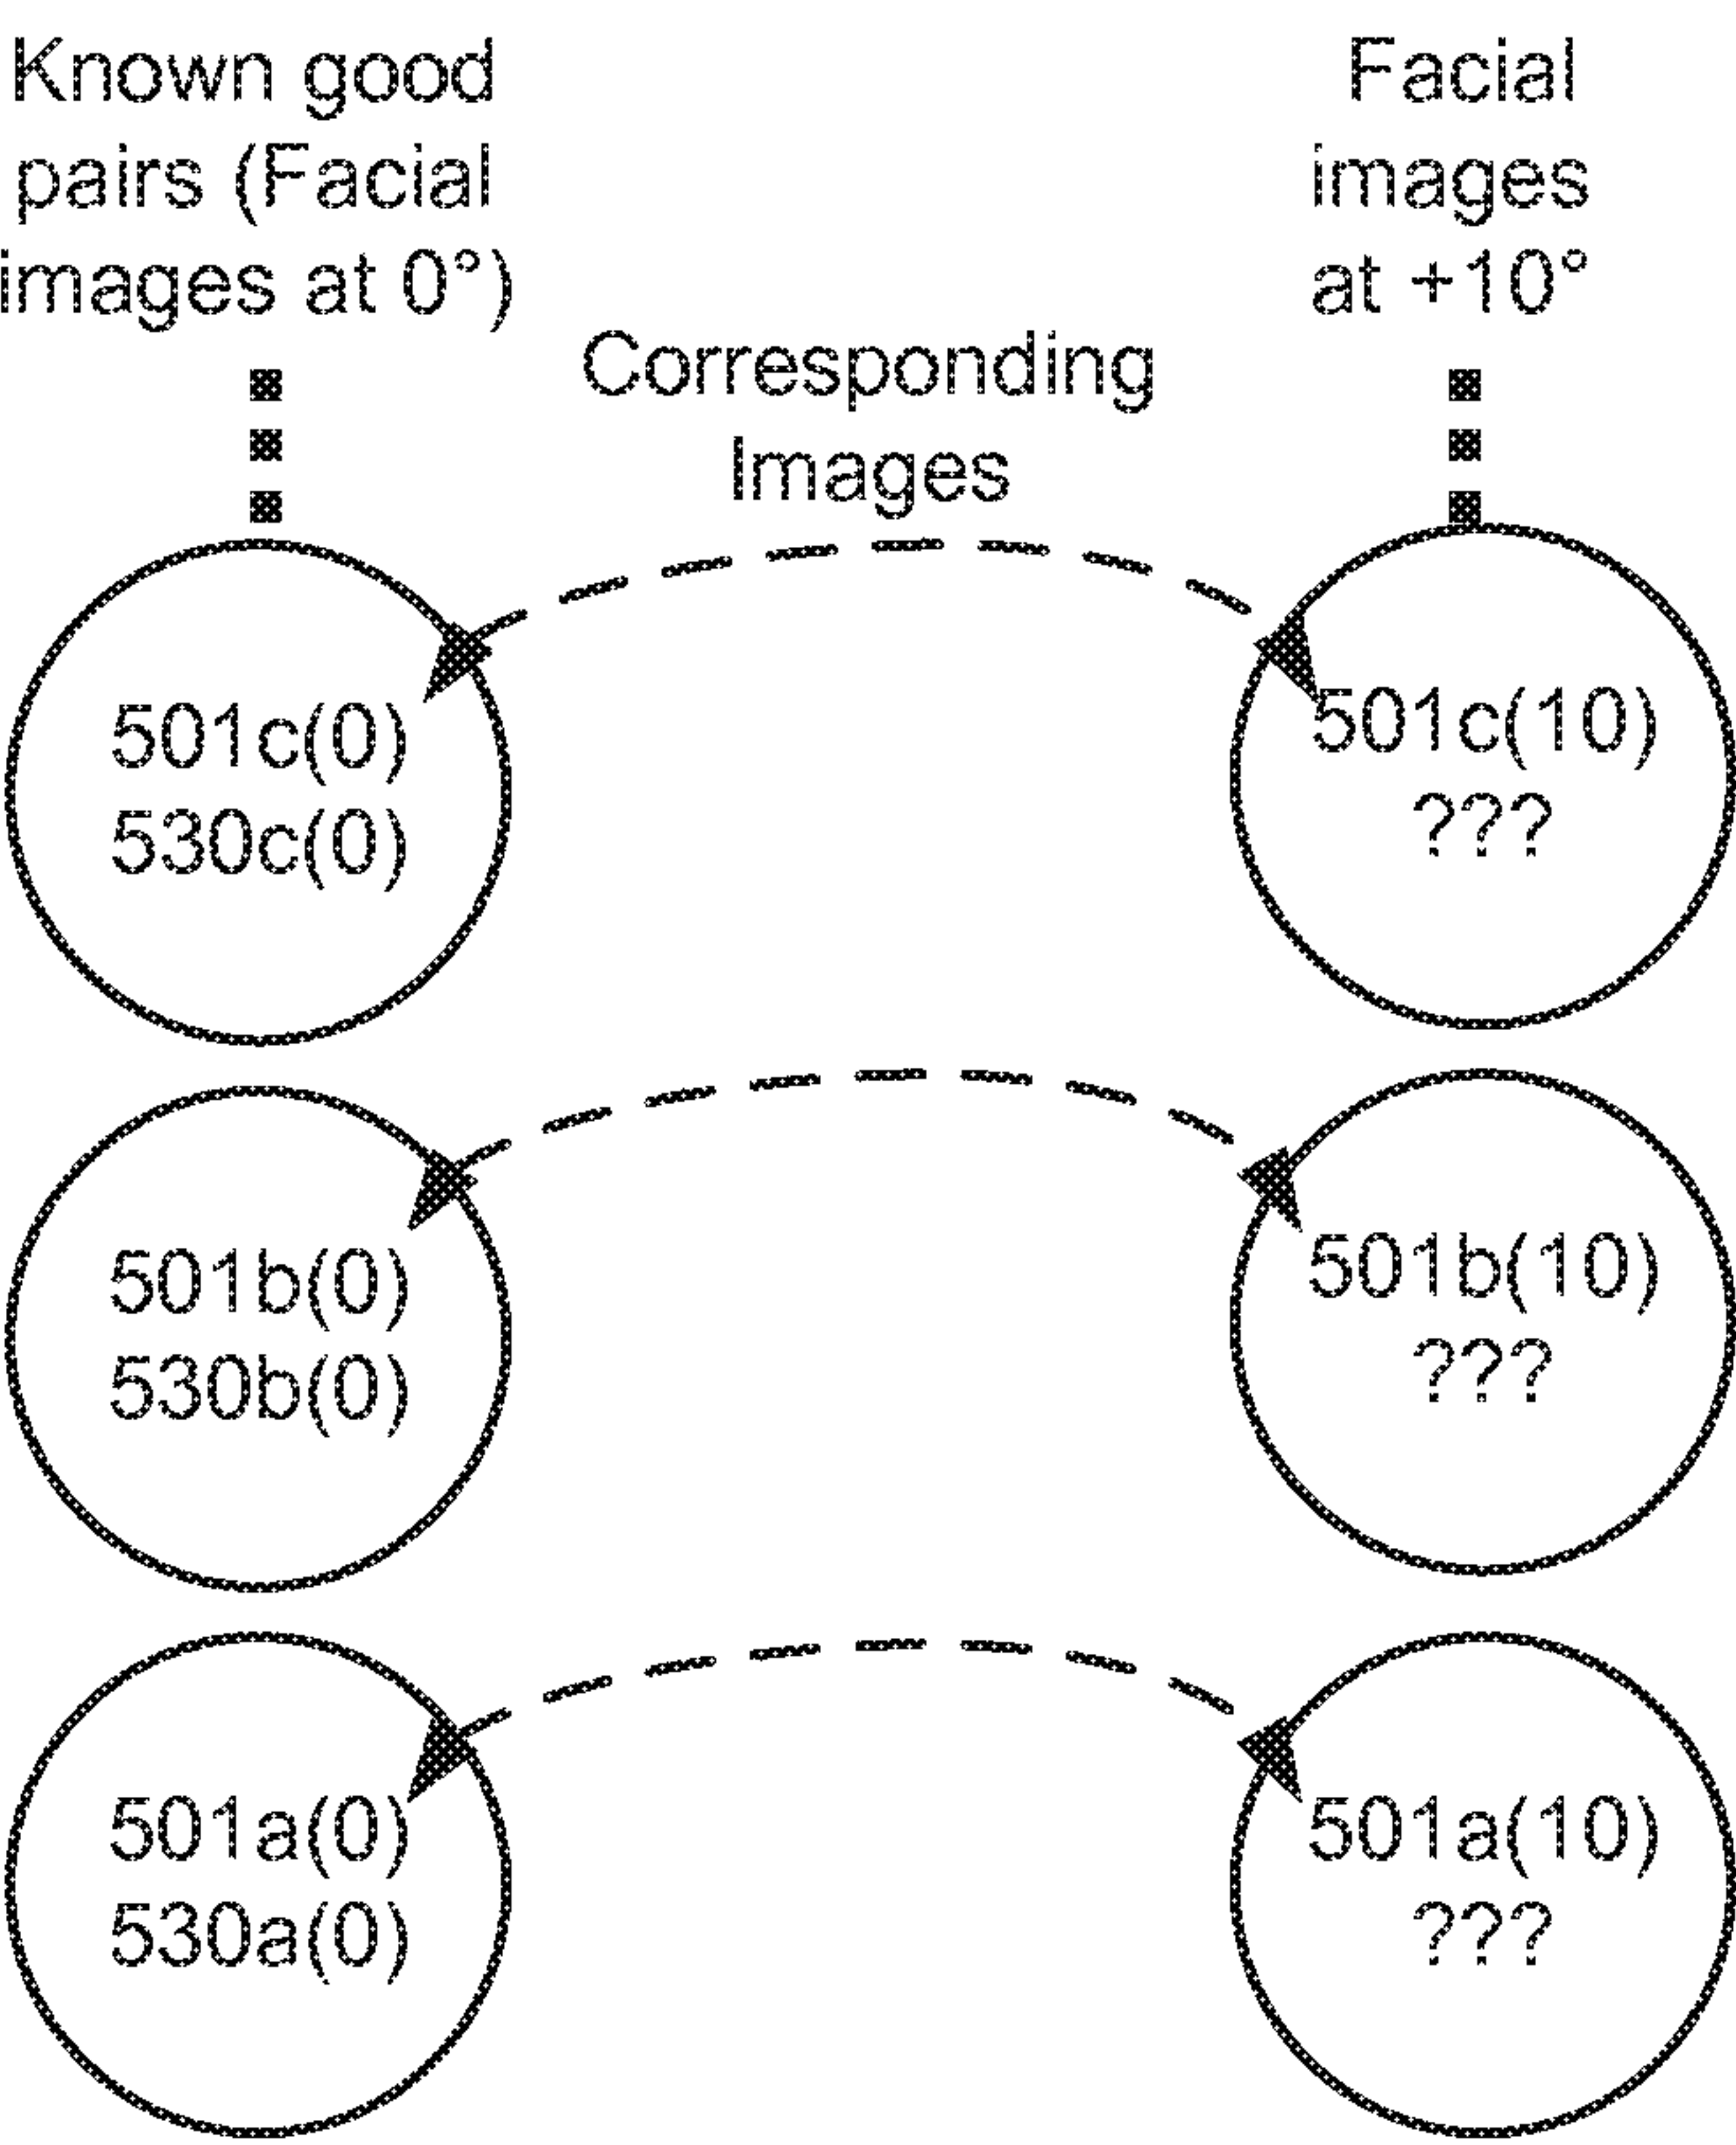 Known good
pairs (Facial
images at 0°)
Facial
images
at +10°
Corresponding
Images
501c(0)
530c(0)
501c(10)
???
501b(0)
530b(0)
501b(10)
???
501a(0)
530a(0)
501a(10)
???